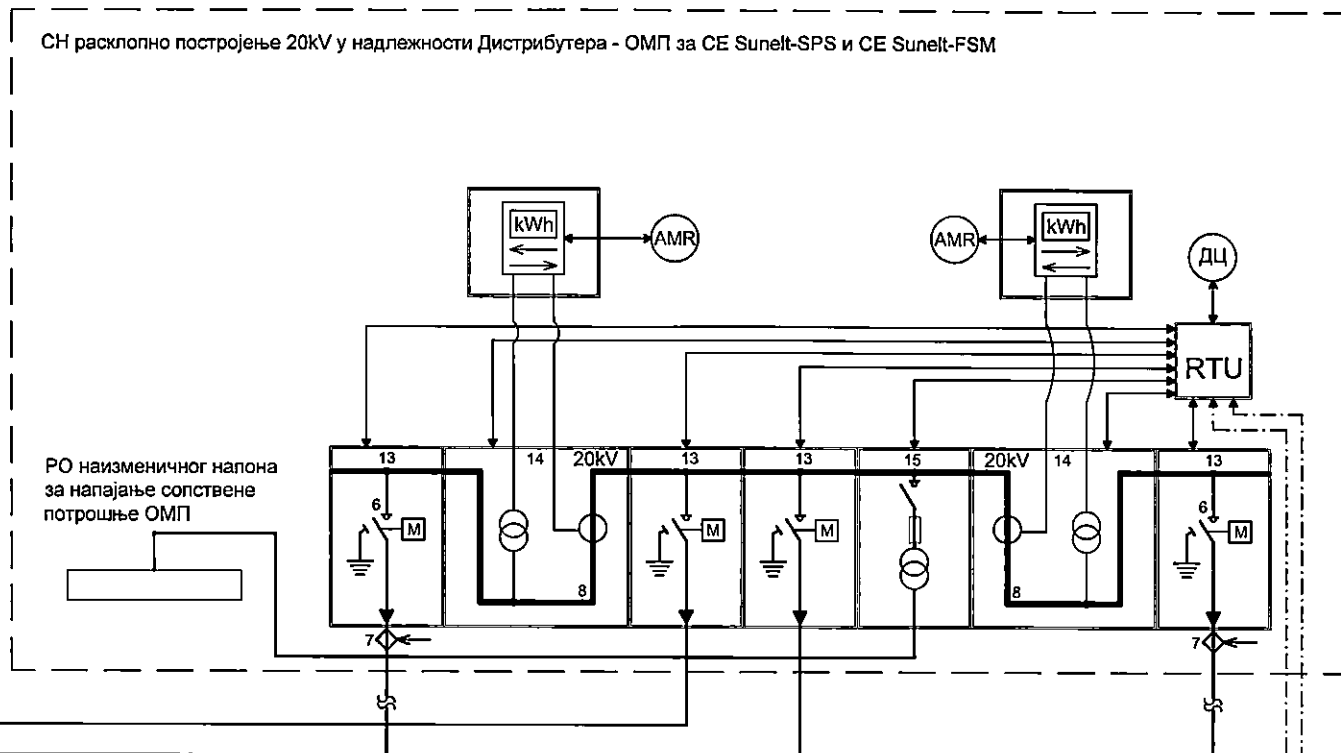 СН расклопно постројење 20kV у надлежности Дистрибутера - ОМП за СЕ Sunelt-SPS и СЕ Sunelt-FSM
kWh
AMR
AMR
kWh
ДЦ
RTU
13
14
20kV
13
13
15
20kV
14
13
РО наизменичног напона
за напајање сопствене
потрошње ОМП
6
M
M
M
6
M
8
8
7
7